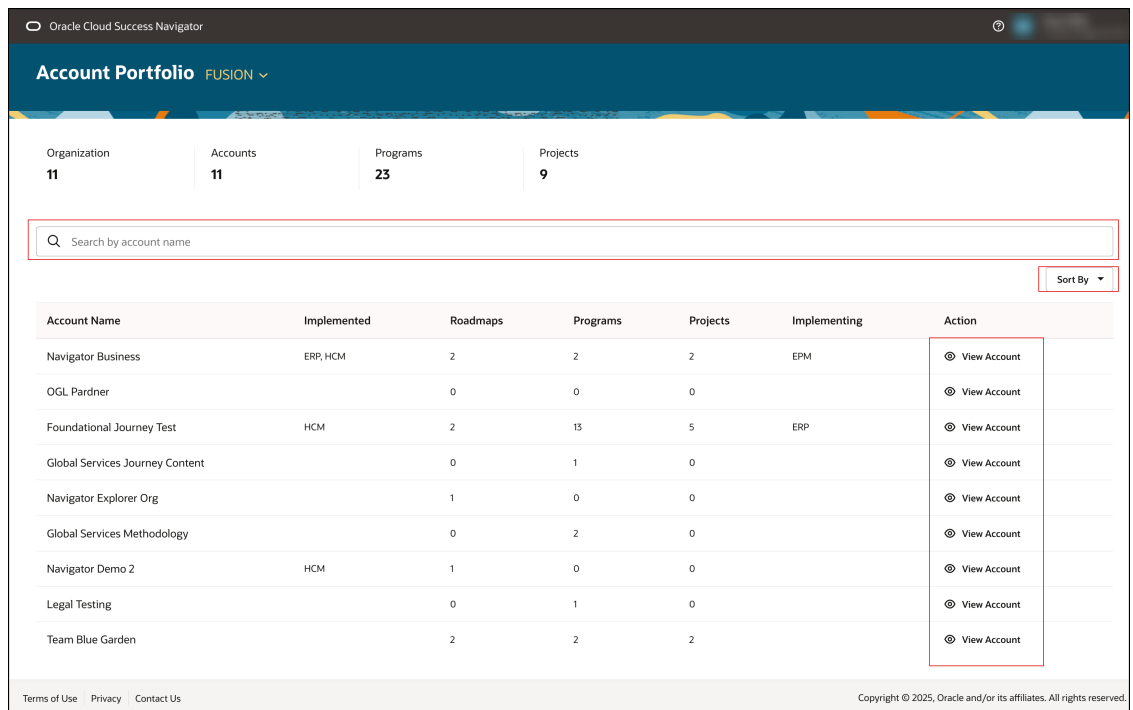 Oracle Cloud Success Navigator
Account Portfolio FUSION
Organization Accounts Programs Projects
11 11 23 9
Search by account name
Sort By
Account Name Implemented Roadmaps Programs Projects Implementing Action
Navigator Business ERP, HCM 2 2 2 EPM View Account
OGL Pardner 0 0 0 View Account
Foundational Journey Test HCM 2 13 5 ERP View Account
Global Services Journey Content 0 1 0 View Account
Navigator Explorer Org 1 0 0 View Account
Global Services Methodology 0 2 0 View Account
Navigator Demo 2 HCM 1 0 0 View Account
Legal Testing 0 1 0 View Account
Team Blue Garden 2 2 2 View Account
Terms of Use Privacy Contact Us Copyright © 2025, Oracle and/or its affiliates. All rights reserved.